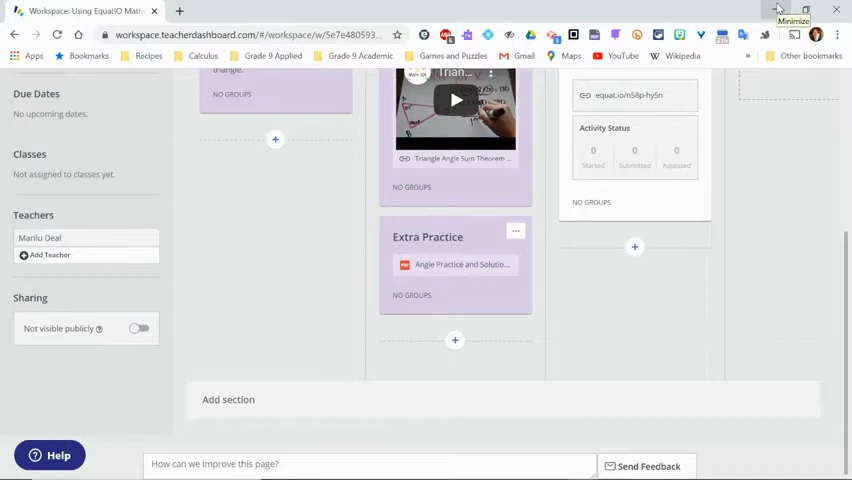 Workspace: Using EquatIO Math
Minimize
workspace.teacherdashboard.com/#/workspace/w/5e7e480593...
Apps
Bookmarks
Recipes
Calculus
Grade 9 Applied
Grade 9 Academic
Games and Puzzles
Gmail
Maps
YouTube
Wikipedia
Other bookmarks
triangle.
NO GROUPS
Due Dates
No upcoming dates.
Classes
Not assigned to classes yet.
Teachers
Marilu Deal
Add Teacher
Sharing
Not visible publicly
Trian...
Triangle Angle Sum Theorem ...
NO GROUPS
Extra Practice
...
Angle Practice and Solutio...
NO GROUPS
equat.io/n58p-hy5n
Activity Status
0 0 0
Started Submitted Assessed
NO GROUPS
Add section
Help
How can we improve this page?
Send Feedback